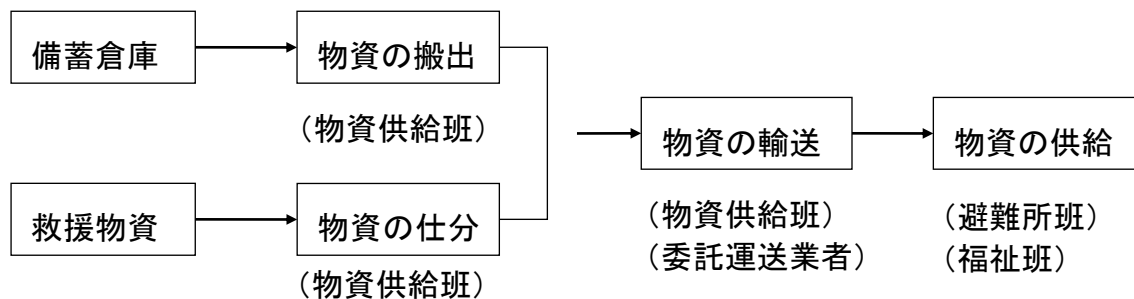 備蓄倉庫
物資の搬出
（物資供給班）
救援物資
物資の仕分
（物資供給班）
物資の輸送
（物資供給班）
（委託運送業者）
物資の供給
（避難所班）
（福祉班）